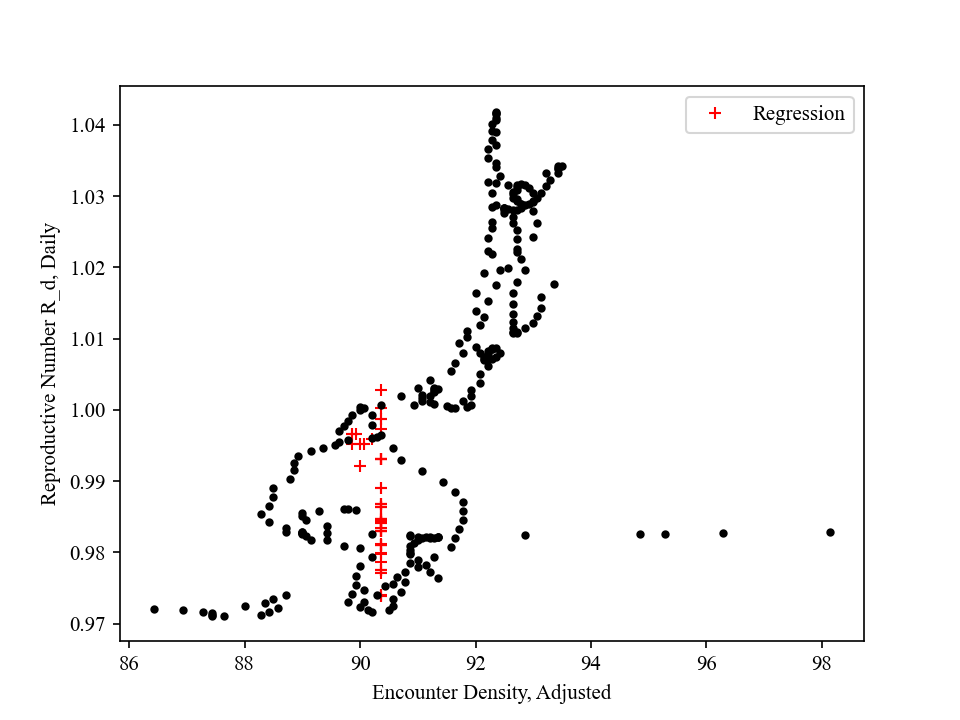 Regression
1.04
1.03
1.02
1.01
1.00
0.99
0.98
0.97
Reproductive Number R_d, Daily
86 88 90 92 94 96 98
Encounter Density, Adjusted